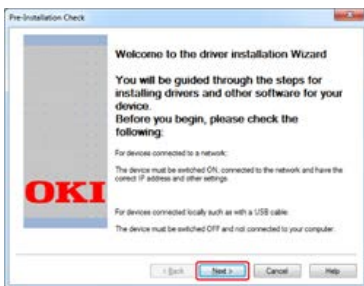 Pre-Installation Check
Welcome to the driver installation Wizard
You will be guided through the steps for
installing drivers and other software for your
device.
Before you begin, please check the
following:
For devices connected to a network:
The device must be switched ON, connected to the network and have the
correct IP address and other settings.
OKI
For devices connected locally such as with a USB cable:
The device must be switched OFF and not connected to your computer.
< Back
Next >
Cancel
Help